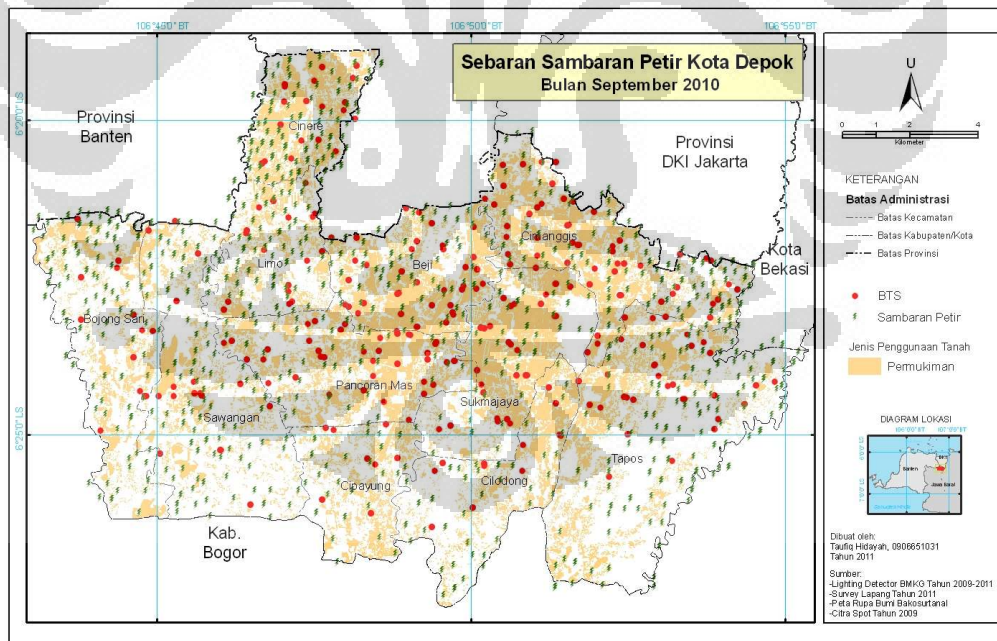 106°45'0" BT
106°50'0" BT
106°55'0" BT
Sebaran Sambaran Petir Kota Depok
Bulan September 2010
6°20'0" LS
6°25'0" LS
Provinsi
Banten
Provinsi
DKI Jakarta
Kota
Bekasi
Kab.
Bogor
Cinere
Cimanggis
Limo
Beji
Bojong Sari
Pancoran Mas
Sukmajaya
Sawangan
Tapos
Cipayung
Cilodong
U
0 1 2 4
Kilometer
KETERANGAN
Batas Administrasi
Batas Kecamatan
Batas Kabupaten/Kota
Batas Provinsi
BTS
Sambaran Petir
Jenis Penggunaan Tanah
Permukiman
DIAGRAM LOKASI
Banten
Jawa Barat
Dibuat oleh:
Taufiq Hidayah, 0906651031
Tahun 2011
Sumber:
-Lighting Detector BMKG Tahun 2009-2011
-Survey Lapang Tahun 2011
-Peta Rupa Bumi Bakosurtanal
-Citra Spot Tahun 2009